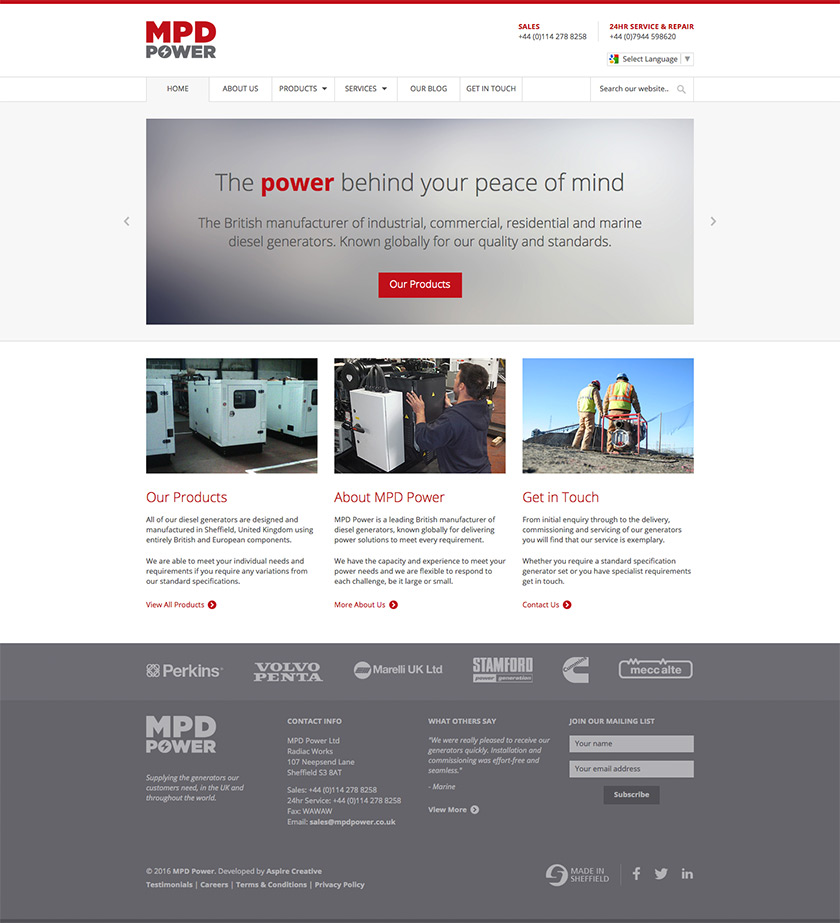 MPD
POWER
SALES
+44 (0)114 278 8258
24HR SERVICE & REPAIR
+44 (0)7944 598620
Select Language ▼
HOME
ABOUT US
PRODUCTS
SERVICES
OUR BLOG
GET IN TOUCH
Search our website..
The power behind your peace of mind
The British manufacturer of industrial, commercial, residential and marine
diesel generators. Known globally for our quality and standards.
Our Products
Our Products
All of our diesel generators are designed and
manufactured in Sheffield, United Kingdom using
entirely British and European components.
We are able to meet your individual needs and
requirements if you require any variations from
our standard specifications.
View All Products
About MPD Power
MPD Power is a leading British manufacturer of
diesel generators, known globally for delivering
power solutions to meet every requirement.
We have the capacity and experience to meet your
power needs and we are flexible to respond to
each challenge, be it large or small.
More About Us
Get in Touch
From initial enquiry through to the delivery,
commissioning and servicing of our generators
you will find that our service is exemplary.
Whether you require a standard specification
generator set or you have specialist requirements
get in touch.
Contact Us
Perkins
VOLVO
PENTA
Marelli UK Ltd
STAMFORD
power generation
mecc alte
MPD
POWER
Supplying the generators our
customers need, in the UK and
throughout the world.
CONTACT INFO
MPD Power Ltd
Radiac Works
107 Neepsend Lane
Sheffield S3 8AT
Sales: +44 (0)114 278 8258
24hr Service: +44 (0)114 278 8258
Fax: WAWAW
Email: sales@mpdpower.co.uk
WHAT OTHERS SAY
"We were really pleased to receive our
generators quickly. Installation and
commissioning was effort-free and
seamless."
- Marine
View More
JOIN OUR MAILING LIST
Your name
Your email address
Subscribe
© 2016 MPD Power. Developed by Aspire Creative
Testimonials | Careers | Terms & Conditions | Privacy Policy
MADE IN
SHEFFIELD